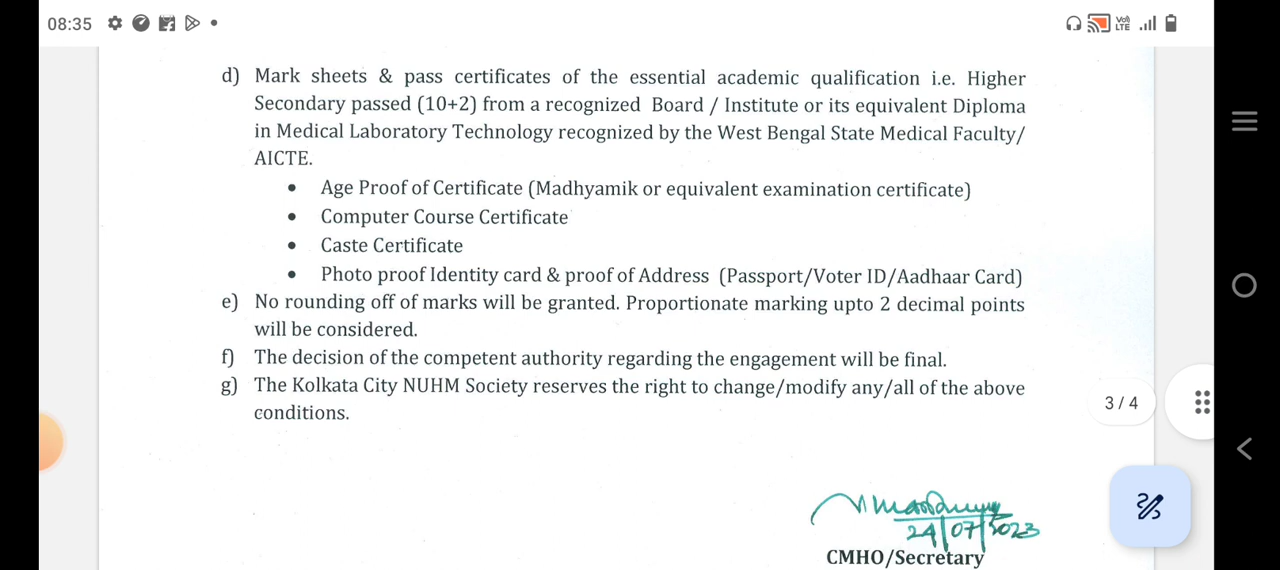 08:35
Vo) LTE
d) Mark sheets & pass certificates of the essential academic qualification i.e. Higher
Secondary passed (10+2) from a recognized Board / Institute or its equivalent Diploma
in Medical Laboratory Technology recognized by the West Bengal State Medical Faculty/
AICTE.
• Age Proof of Certificate (Madhyamik or equivalent examination certificate)
• Computer Course Certificate
• Caste Certificate
• Photo proof Identity card & proof of Address (Passport/Voter ID/Aadhaar Card)
e) No rounding off of marks will be granted. Proportionate marking upto 2 decimal points
will be considered.
f) The decision of the competent authority regarding the engagement will be final.
g) The Kolkata City NUHM Society reserves the right to change/modify any/all of the above
conditions.
3 / 4
24/07/2023
CMHO/Secretary